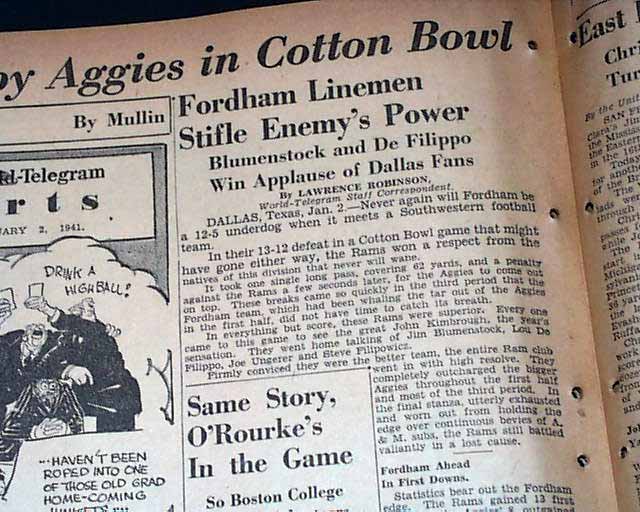 by Aggies in Cotton Bowl
By Mullin
ld-Telegram
r t s
UARY 2, 1941.
DRINK A
HIGHBALL!
...HAVEN'T BEEN
ROPED INTO ONE
OF THOSE OLD GRAD
HOME-COMING
Fordham Linemen
Stifle Enemy's Power
Blumenstock and De Filippo
Win Applause of Dallas Fans
By LAWRENCE ROBINSON,
World-Telegram Staff Correspondent.
DALLAS, Texas, Jan. 2.—Never again will Fordham be
a 12-5 underdog when it meets a Southwestern football
team.
In their 13-12 defeat in a Cotton Bowl game that might
have gone either way, the Rams won a respect from the
natives of this division that never will wane.
It took one single long pass, covering 62 yards, and a penalty
against the Rams a few seconds later, for the Aggies to come out
on top. These breaks came so quickly in the third period that the
Fordham team, which had been whaling the tar out of the Aggies
in the first half, did not have time to catch its breath.
In everything but score, these Rams were superior. Every one
came to this game to see the great John Kimbrough, the year's
sensation. They went home talking of Jim Blumenstock, Lou De
Filippo, Joe Ungerer and Steve Filipowicz.
Firmly convinced they were the better team, the entire Ram club
went in with high resolve. They
completely outcharged the bigger
Aggies throughout the first half
and most of the third period. In
the final stanza, utterly exhausted
and worn out from holding the
edge over continuous bevies of A.
& M. subs, the Rams still battled
valiantly in a lost cause.
Fordham Ahead
In First Downs.
Statistics bear out the Fordham
edge. The Rams gained 13 first
Same Story,
O'Rourke's
In the Game
So Boston College
East
Chri
Tur
By the Unit